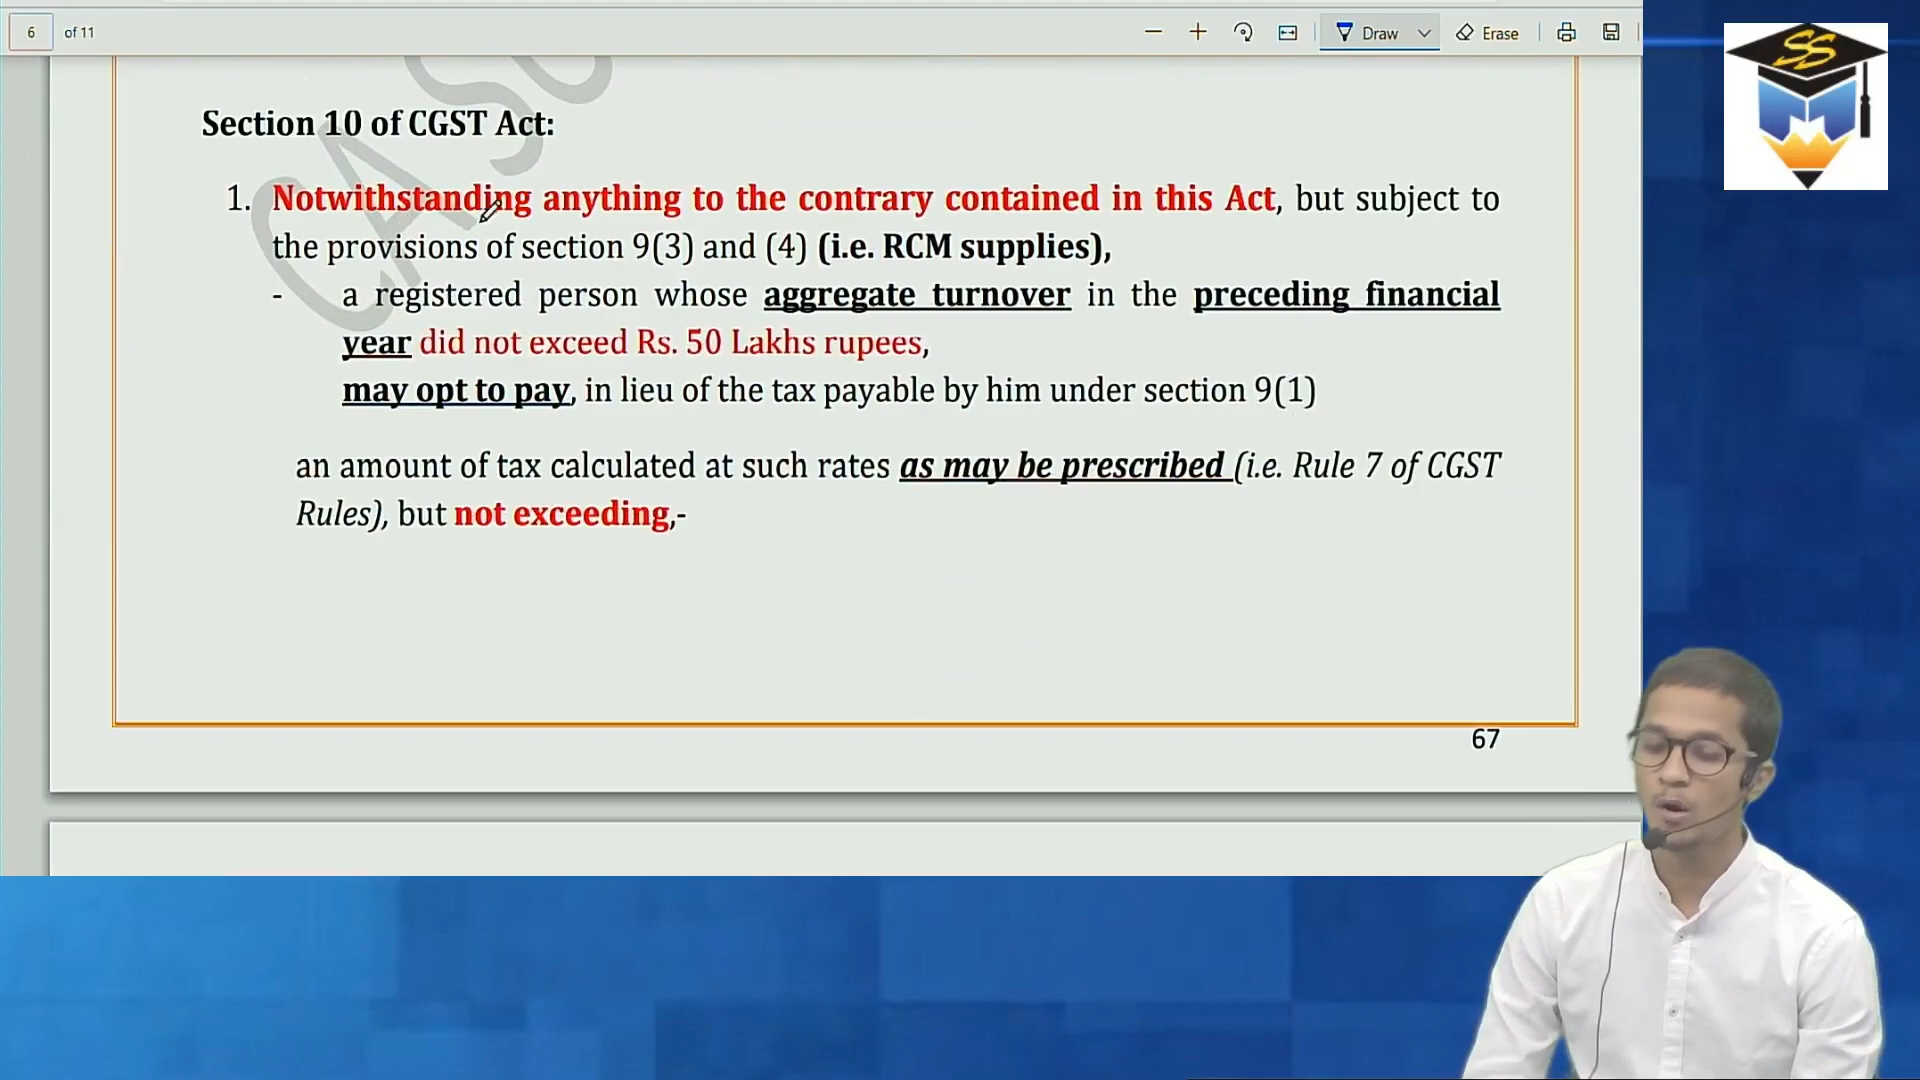 6 of 11 Draw Erase
SS
CA SO
Section 10 of CGST Act:
1. Notwithstanding anything to the contrary contained in this Act, but subject to
the provisions of section 9(3) and (4) (i.e. RCM supplies),
- a registered person whose aggregate turnover in the preceding financial
year did not exceed Rs. 50 Lakhs rupees,
may opt to pay, in lieu of the tax payable by him under section 9(1)
an amount of tax calculated at such rates as may be prescribed (i.e. Rule 7 of CGST
Rules), but not exceeding,-
67